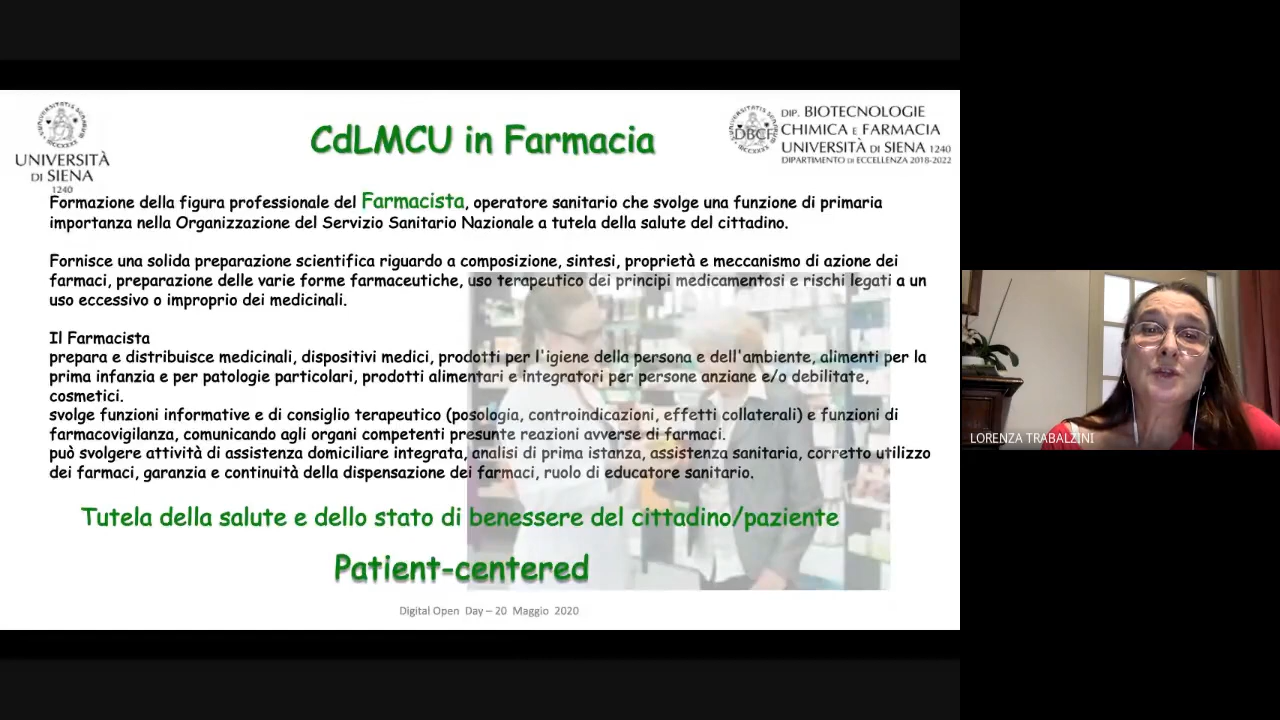 CdLMCU in Farmacia
UNIVERSITÀ
DI SIENA
1240
DBCF
DIP. BIOTECNOLOGIE
CHIMICA E FARMACIA
UNIVERSITÀ DI SIENA 1240
DIPARTIMENTO DI ECCELLENZA 2018-2022
Formazione della figura professionale del Farmacista, operatore sanitario che svolge una funzione di primaria
importanza nella Organizzazione del Servizio Sanitario Nazionale a tutela della salute del cittadino.
Fornisce una solida preparazione scientifica riguardo a composizione, sintesi, proprietà e meccanismo di azione dei
farmaci, preparazione delle varie forme farmaceutiche, uso terapeutico dei principi medicamentosi e rischi legati a un
uso eccessivo o improprio dei medicinali.
Il Farmacista
prepara e distribuisce medicinali, dispositivi medici, prodotti per l'igiene della persona e dell'ambiente, alimenti per la
prima infanzia e per patologie particolari, prodotti alimentari e integratori per persone anziane e/o debilitate,
cosmetici.
svolge funzioni informative e di consiglio terapeutico (posologia, controindicazioni, effetti collaterali) e funzioni di
farmacovigilanza, comunicando agli organi competenti presunte reazioni avverse di farmaci.
può svolgere attività di assistenza domiciliare integrata, analisi di prima istanza, assistenza sanitaria, corretto utilizzo
dei farmaci, garanzia e continuità della dispensazione dei farmaci, ruolo di educatore sanitario.
Tutela della salute e dello stato di benessere del cittadino/paziente
Patient-centered
Digital Open Day – 20 Maggio 2020
LORENZA TRABALZINI